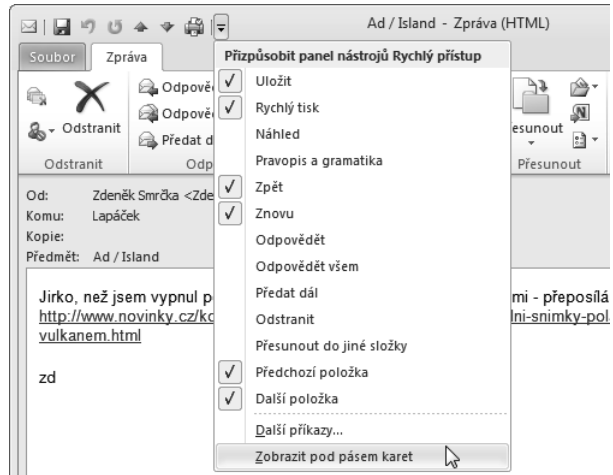 Ad / Island - Zpráva (HTML)
Soubor
Zpráva
Přizpůsobit panel nástrojů Rychlý přístup
Uložit
Rychlý tisk
Náhled
Pravopis a gramatika
Zpět
Znovu
Odpovědět
Odpovědět všem
Předat dál
Odstranit
Přesunout do jiné složky
Předchozí položka
Další položka
Další příkazy...
Zobrazit pod pásem karet
Odstranit
Předat d
Odstranit
Odp
Přesunout
Od: Zdeněk Smrčka <Zde
Komu: Lapáček
Kopie:
Předmět: Ad / Island
Jirko, než jsem vypnul p mi - přeposílá
http://www.novinky.cz/ko lni-snimky-pol
vulkanem.html
zd